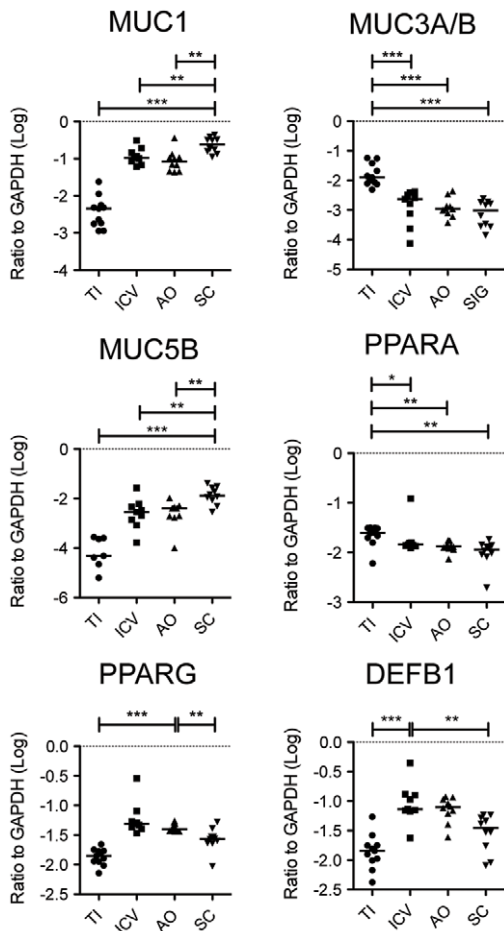 MUC1
**
**
***
Ratio to GAPDH (Log)
0
-1
-2
-3
-4
TI
ICV
AO
SC
MUC3A/B
***
***
***
Ratio to GAPDH (Log)
0
-1
-2
-3
-4
-5
TI
ICV
AO
SIG
MUC5B
**
**
***
Ratio to GAPDH (Log)
0
-2
-4
-6
TI
ICV
AO
SC
PPARA
*
**
**
Ratio to GAPDH (Log)
0
-1
-2
-3
TI
ICV
AO
SC
PPARG
***
**
Ratio to GAPDH (Log)
0.0
-0.5
-1.0
-1.5
-2.0
-2.5
TI
ICV
AO
SC
DEFB1
***
**
Ratio to GAPDH (Log)
0.0
-0.5
-1.0
-1.5
-2.0
-2.5
TI
ICV
AO
SC